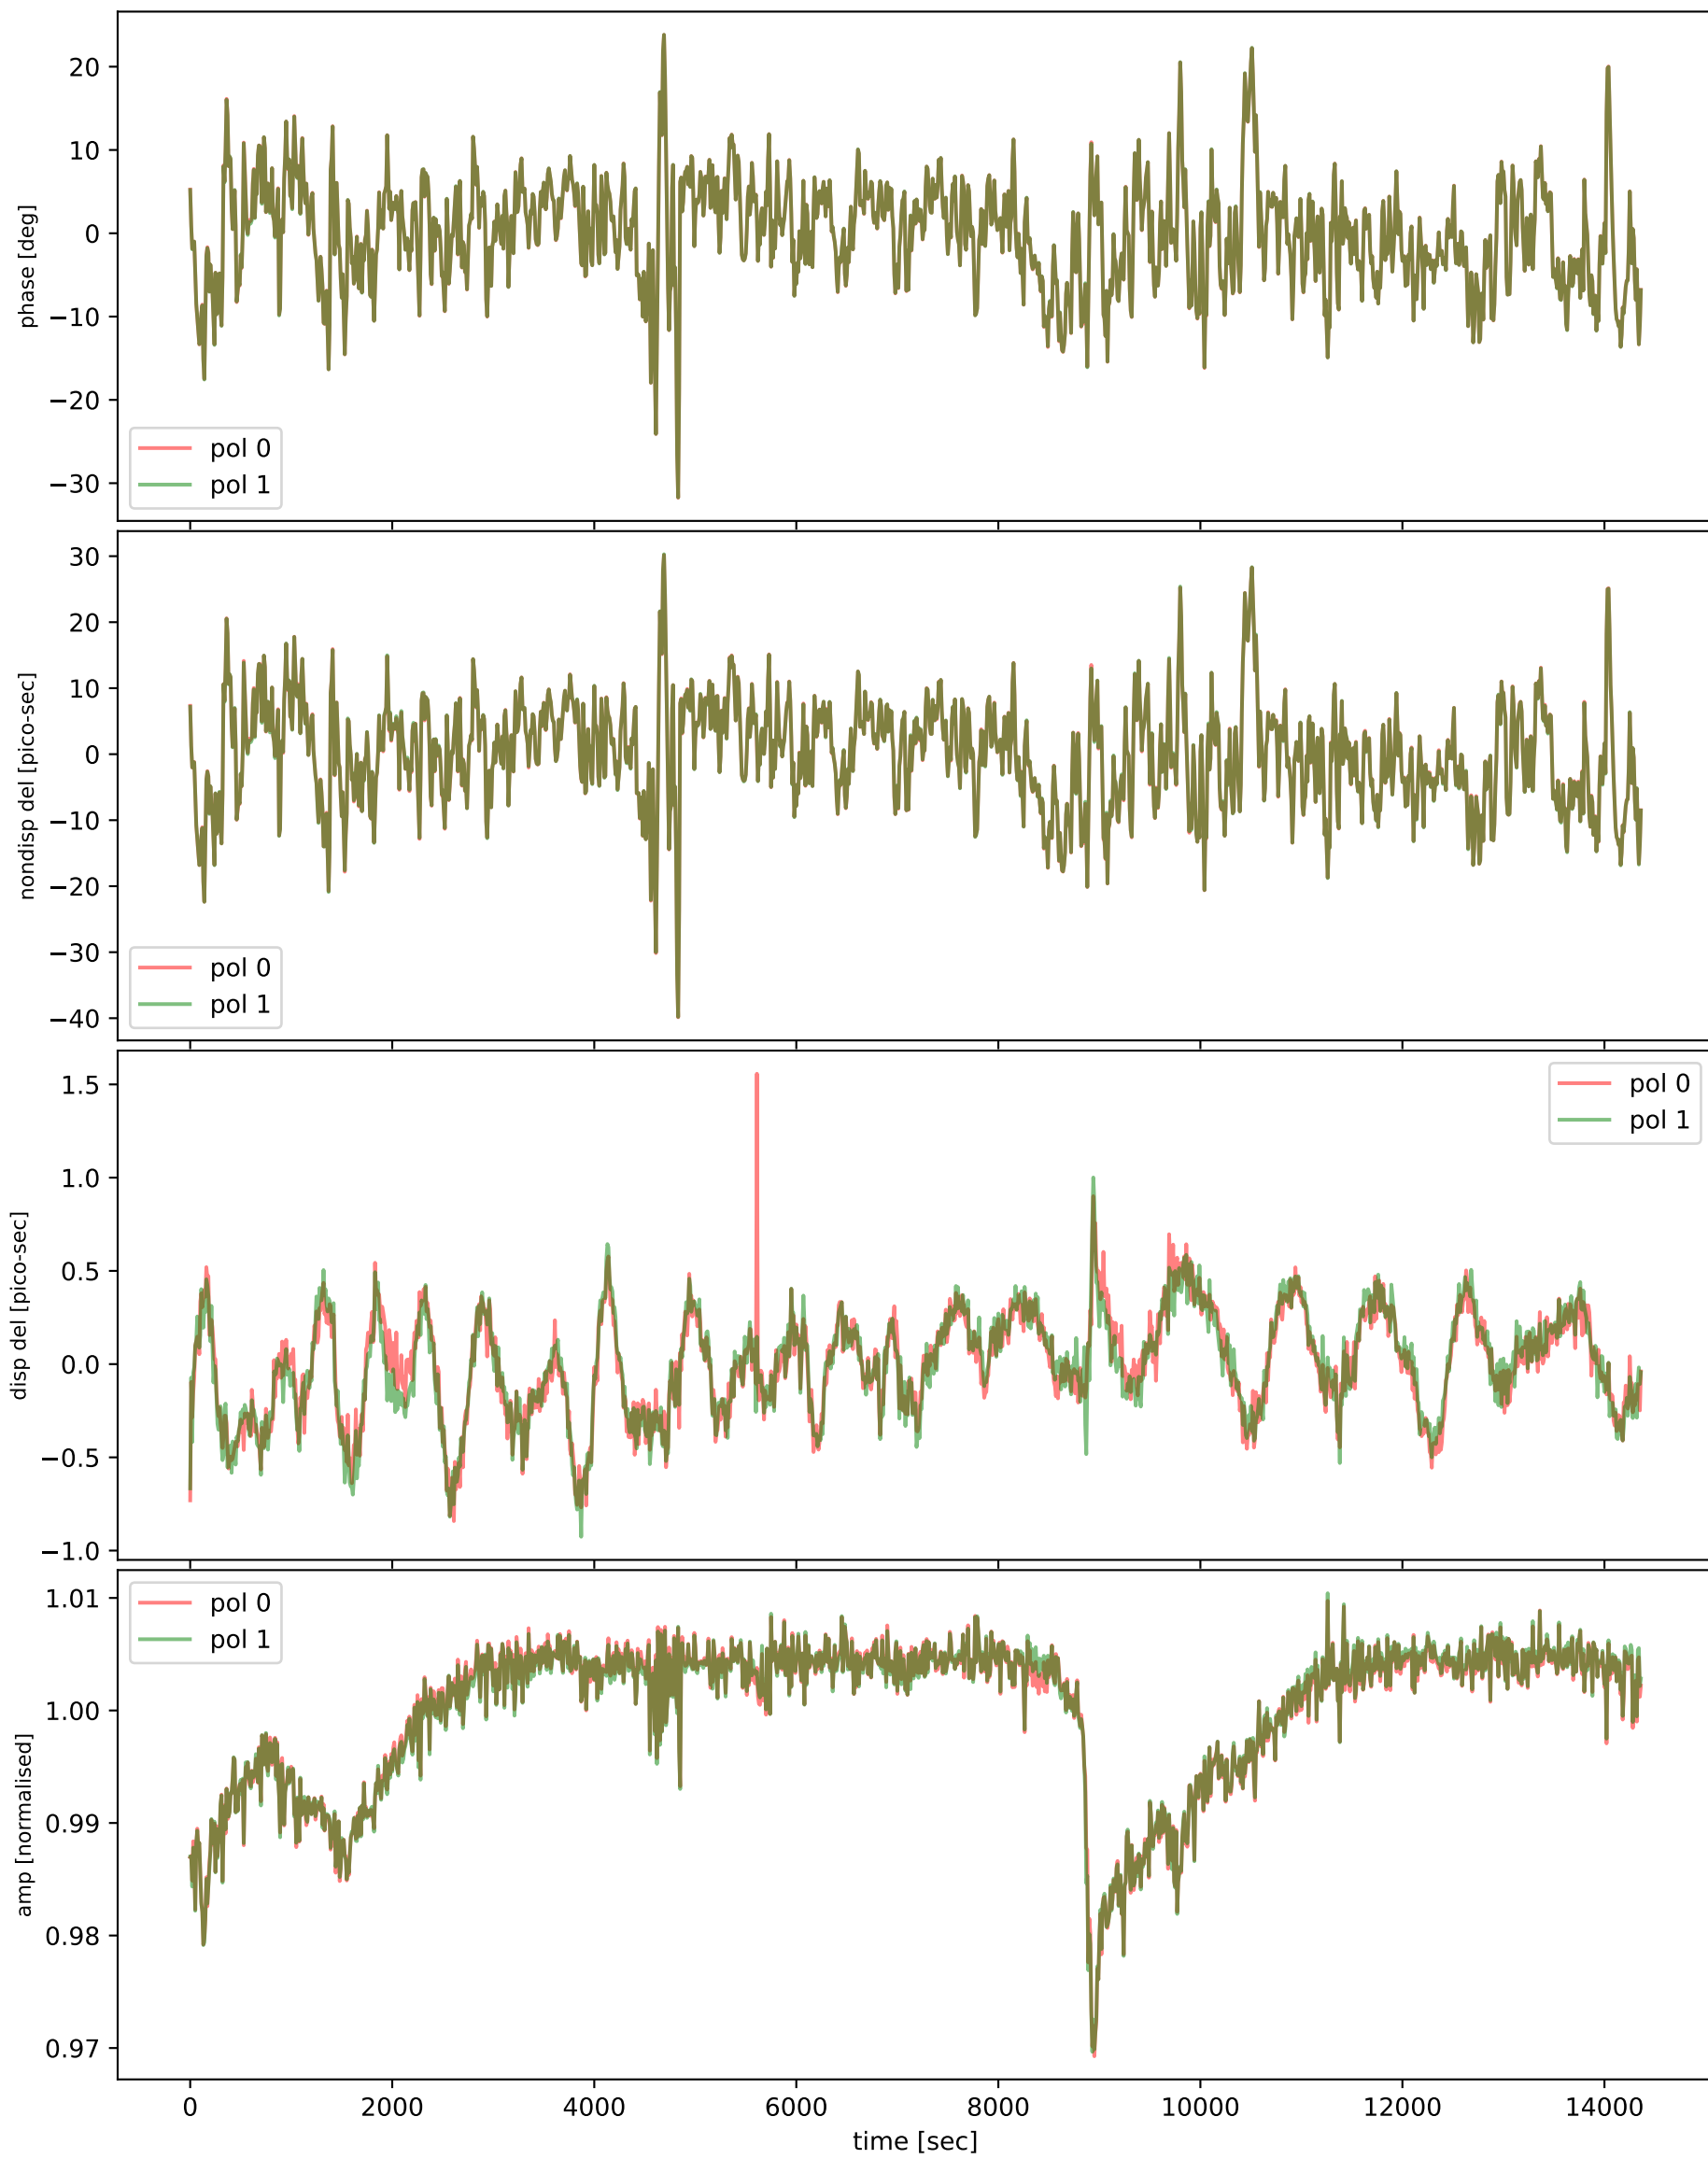 phase [deg]
20
10
0
−10
−20
−30
pol 0
pol 1
nondisp del [pico-sec]
30
20
10
0
−10
−20
−30
−40
pol 0
pol 1
disp del [pico-sec]
1.5
1.0
0.5
0.0
−0.5
−1.0
pol 0
pol 1
amp [normalised]
1.01
1.00
0.99
0.98
0.97
pol 0
pol 1
0 2000 4000 6000 8000 10000 12000 14000
time [sec]